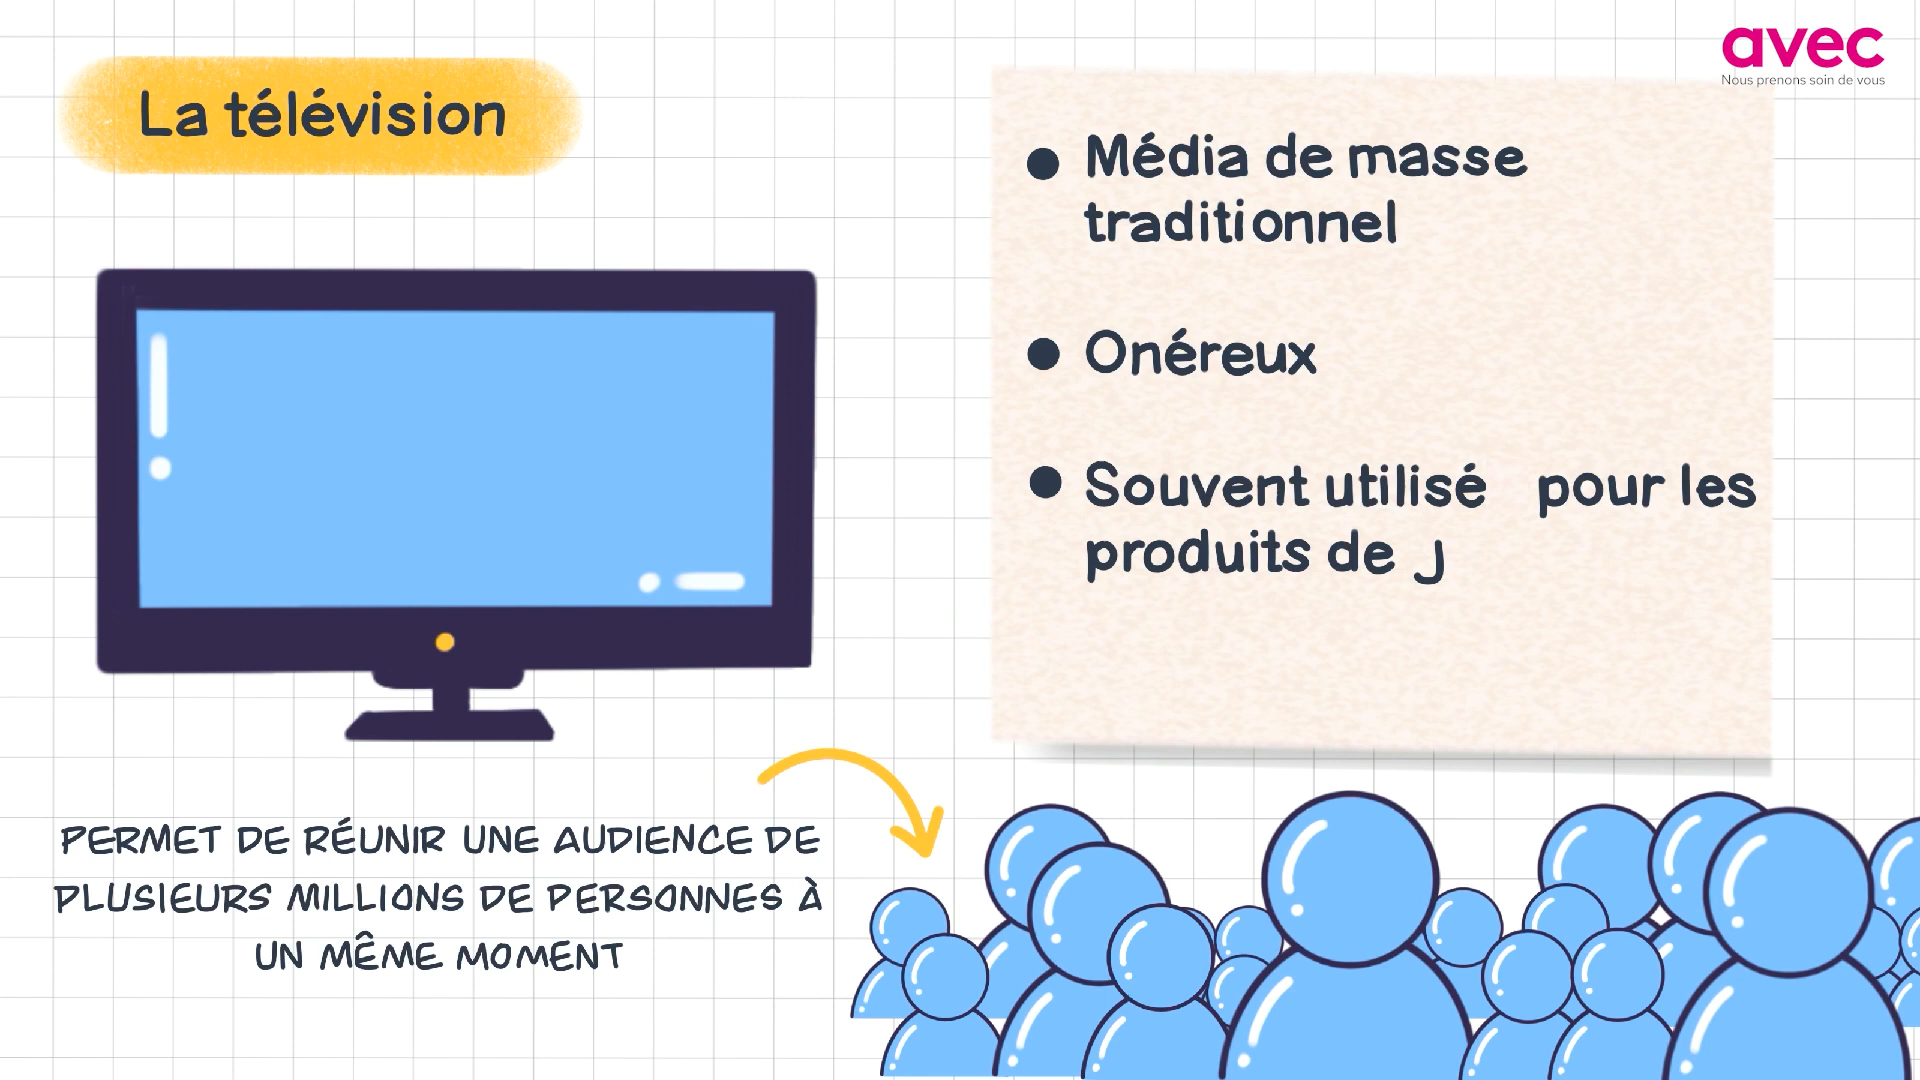 avec
Nous prenons soin de vous
La télévision
Média de masse
traditionnel
Onéreux
Souvent utilisé pour les
produits de J
PERMET DE RÉUNIR UNE AUDIENCE DE
PLUSIEURS MILLIONS DE PERSONNES À
UN MÊME MOMENT